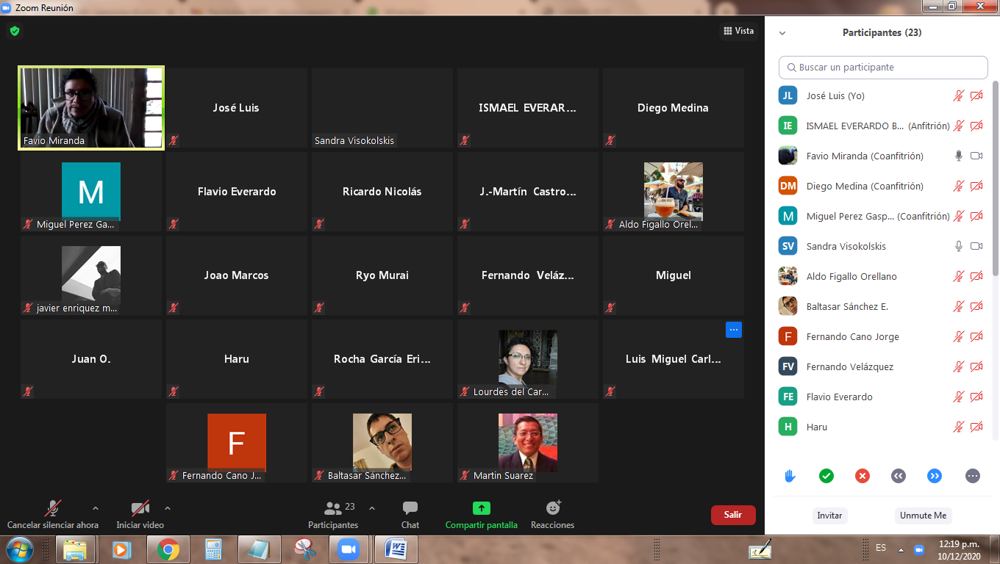 Zoom Reunión
Vista
Participantes (23)
Buscar un participante
Favio Miranda
José Luis
Sandra Visokolskis
ISMAEL EVERAR...
Diego Medina
M
Miguel Perez Ga...
Flavio Everardo
Ricardo Nicolás
J.-Martín Castro...
Aldo Figallo Orel...
javier enriquez m...
Joao Marcos
Ryo Murai
Fernando Veláz...
Miguel
Juan O.
Haru
Rocha García Eri...
Lourdes del Car...
Luis Miguel Carl...
F
Fernando Cano J...
Baltasar Sánchez...
Martin Suarez
JL José Luis (Yo)
IE ISMAEL EVERARDO B... (Anfitrión)
Favio Miranda (Coanfitrión)
DM Diego Medina (Coanfitrión)
M Miguel Perez Gasp... (Coanfitrión)
SV Sandra Visokolskis
Aldo Figallo Orellano
Baltasar Sánchez E.
F Fernando Cano Jorge
FV Fernando Velázquez
FE Flavio Everardo
H Haru
Invitar
Unmute Me
Cancelar silenciar ahora
Iniciar video
23
Participantes
Chat
Compartir pantalla
Reacciones
Salir
ES
12:19 p.m.
10/12/2020